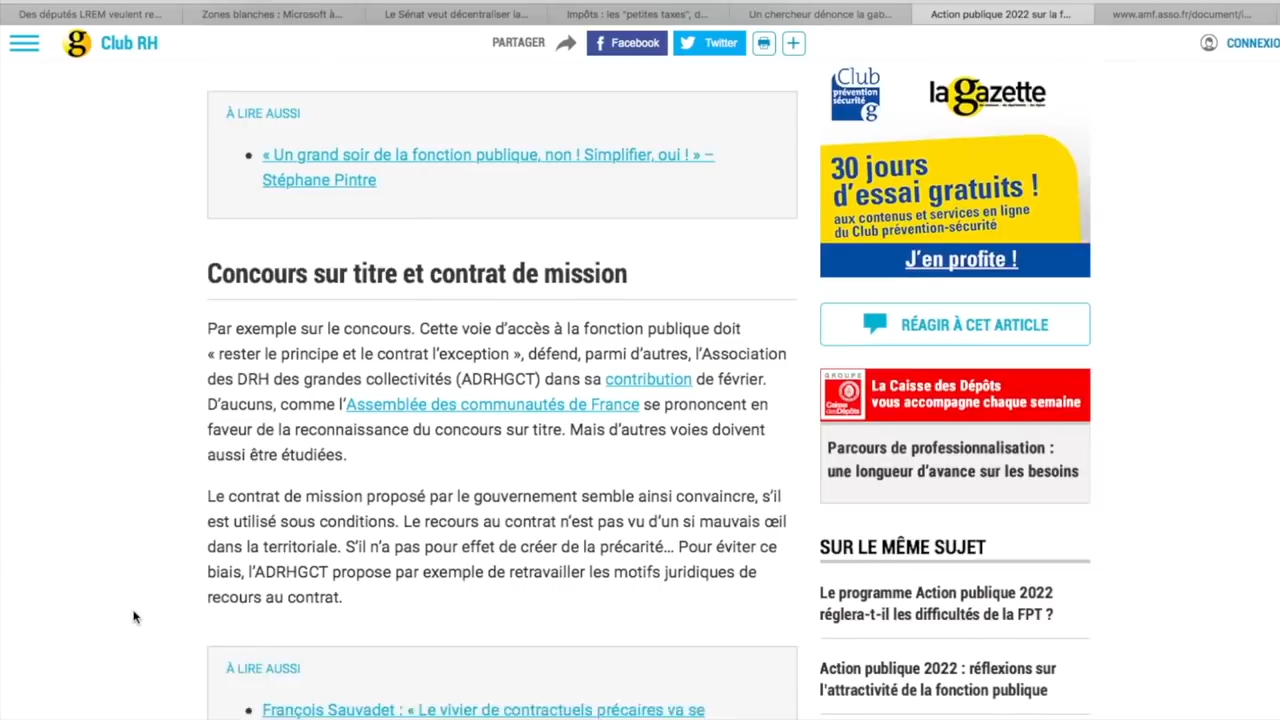 Des députés LREM veulent re...
Zones blanches : Microsoft à...
Le Sénat veut décentraliser la...
Impôts : les "petites taxes", d...
Un chercheur dénonce la gab...
Action publique 2022 sur la f...
www.amf.asso.fr/document/i...
g Club RH
PARTAGER
Facebook
Twitter
CONNEXIO
À LIRE AUSSI
• « Un grand soir de la fonction publique, non ! Simplifier, oui ! » –
Stéphane Pintre
Concours sur titre et contrat de mission
Par exemple sur le concours. Cette voie d’accès à la fonction publique doit
« rester le principe et le contrat l’exception », défend, parmi d’autres, l’Association
des DRH des grandes collectivités (ADRHGCT) dans sa contribution de février.
D’aucuns, comme l’Assemblée des communautés de France se prononcent en
faveur de la reconnaissance du concours sur titre. Mais d’autres voies doivent
aussi être étudiées.
Le contrat de mission proposé par le gouvernement semble ainsi convaincre, s’il
est utilisé sous conditions. Le recours au contrat n’est pas vu d’un si mauvais œil
dans la territoriale. S’il n’a pas pour effet de créer de la précarité... Pour éviter ce
biais, l’ADRHGCT propose par exemple de retravailler les motifs juridiques de
recours au contrat.
À LIRE AUSSI
• François Sauvadet : « Le vivier de contractuels précaires va se
Club
prévention
sécurité
g
la gazette
30 jours
d’essai gratuits !
aux contenus et services en ligne
du Club prévention-sécurité
J’en profite !
RÉAGIR À CET ARTICLE
GROUPE
Caisse
des Dépôts
La Caisse des Dépôts
vous accompagne chaque semaine
Parcours de professionnalisation :
une longueur d’avance sur les besoins
SUR LE MÊME SUJET
Le programme Action publique 2022
réglera-t-il les difficultés de la FPT ?
Action publique 2022 : réflexions sur
l'attractivité de la fonction publique